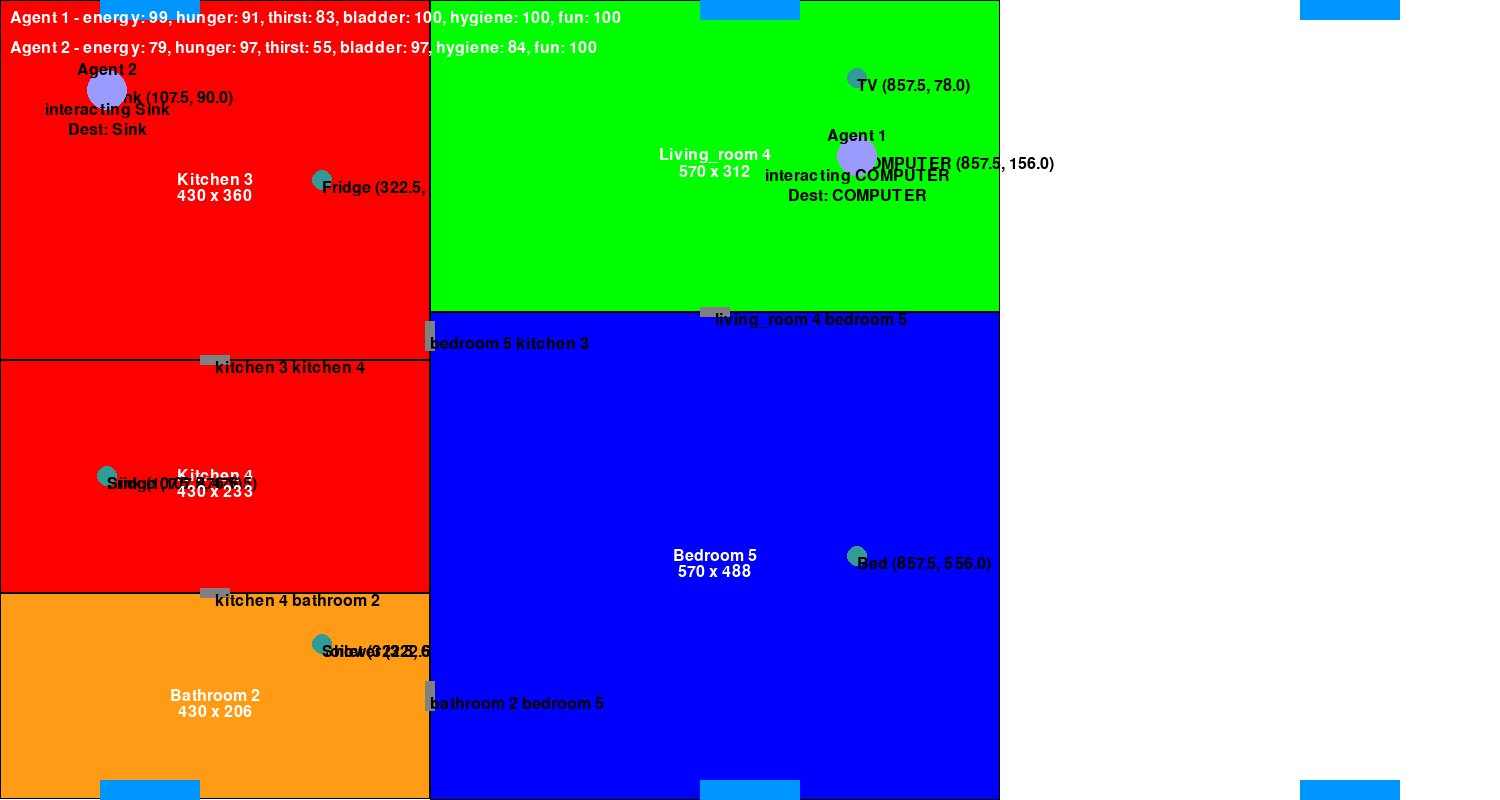 Agent 1 - energy: 99, hunger: 91, thirst: 83, bladder: 100, hygiene: 100, fun: 100
Agent 2 - energy: 79, hunger: 97, thirst: 55, bladder: 97, hygiene: 84, fun: 100
Agent 2
(107.5, 90.0)
interacting Sink
Dest: Sink
TV (857.5, 78.0)
Agent 1
COMPUTER (857.5, 156.0)
interacting COMPUTER
Dest: COMPUTER
Living_room 4
570 x 312
Kitchen 3
430 x 360
Fridge (322.5,
living_room 4 bedroom 5
bedroom 5 kitchen 3
kitchen 3 kitchen 4
Kitchen 4
430 x 233
Bedroom 5
570 x 488
Bed (857.5, 556.0)
kitchen 4 bathroom 2
Bathroom 2
430 x 206
bathroom 2 bedroom 5